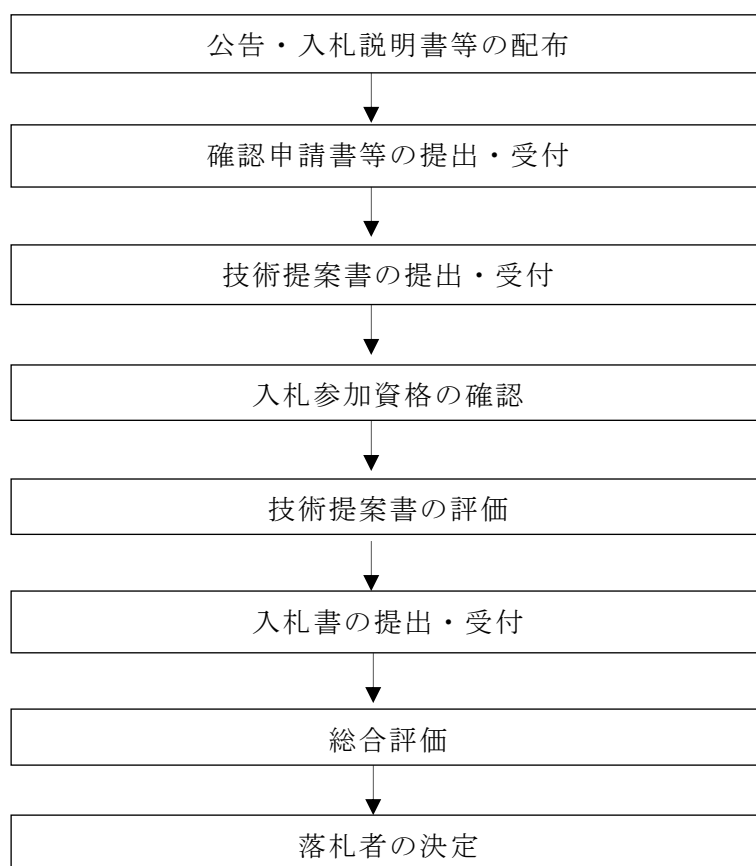 公告・入札説明書等の配布
確認申請書等の提出・受付
技術提案書の提出・受付
入札参加資格の確認
技術提案書の評価
入札書の提出・受付
総合評価
落札者の決定